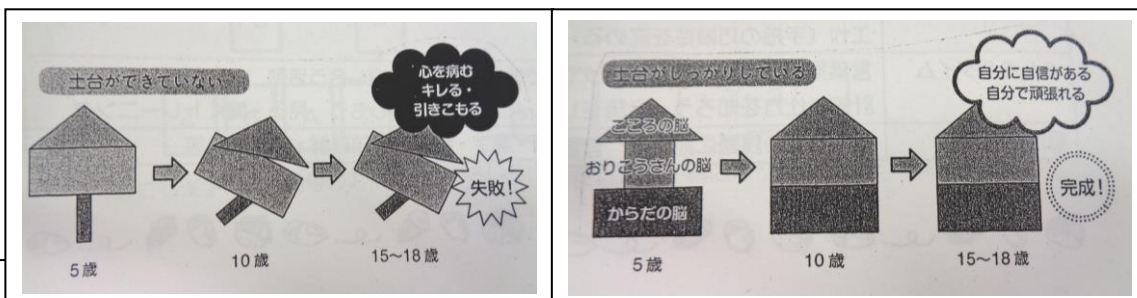 土台ができていない
心を病む
キレる・
引きこもる
失敗!
5歳
10歳
15〜18歳
土台がしっかりしている
自分に自信がある
自分で頑張れる
こころの脳
おりこうさんの脳
からだの脳
完成!
5歳
10歳
15〜18歳